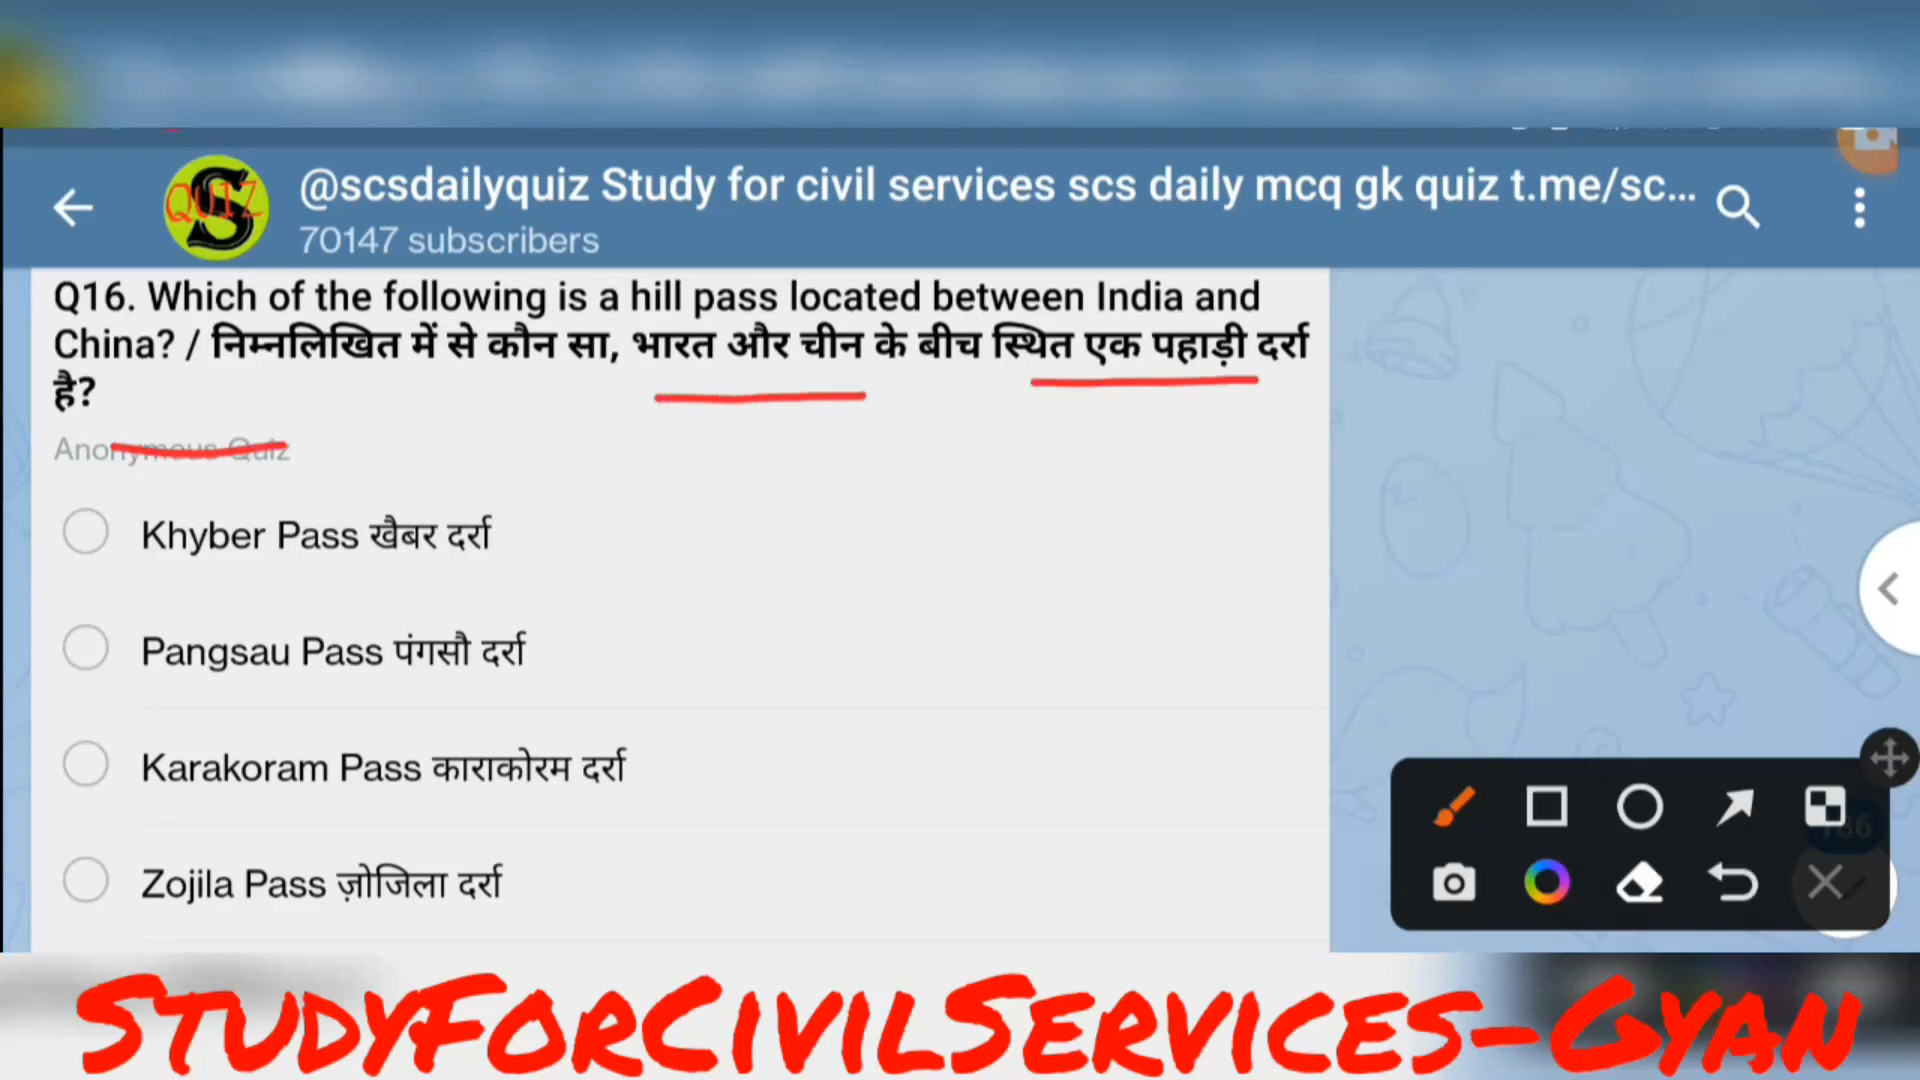 QUIZ
S
@scsdailyquiz Study for civil services scs daily mcq gk quiz t.me/sc...
70147 subscribers
Q16. Which of the following is a hill pass located between India and
China? / निम्नलिखित में से कौन सा, भारत और चीन के बीच स्थित एक पहाड़ी दर्रा
है?
Anonymous Quiz
Khyber Pass खैबर दर्रा
Pangsau Pass पंगसौ दर्रा
Karakoram Pass काराकोरम दर्रा
Zojila Pass ज़ोजिला दर्रा
STUDYFORCIVILSERVICES-GYAN